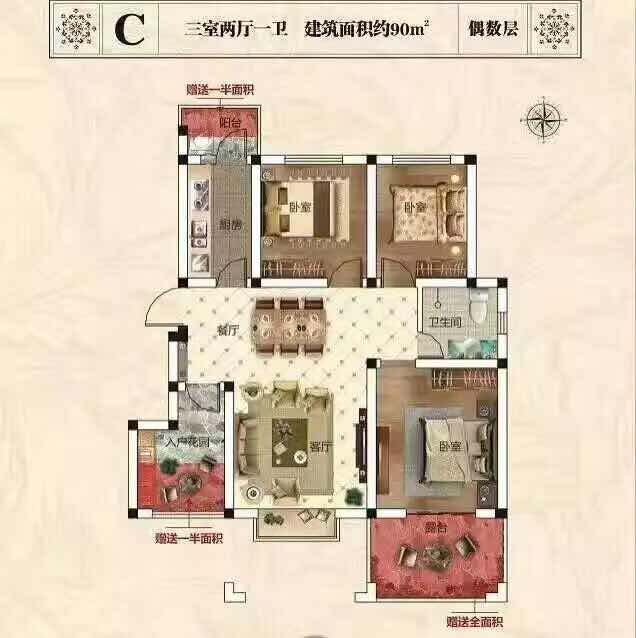 C 三室两厅一卫 建筑面积约90m² 偶数层
赠送一半面积
阳台
厨房
卧室
卧室
餐厅
卫生间
入户花园
客厅
卧室
赠送一半面积
露台
赠送全面积